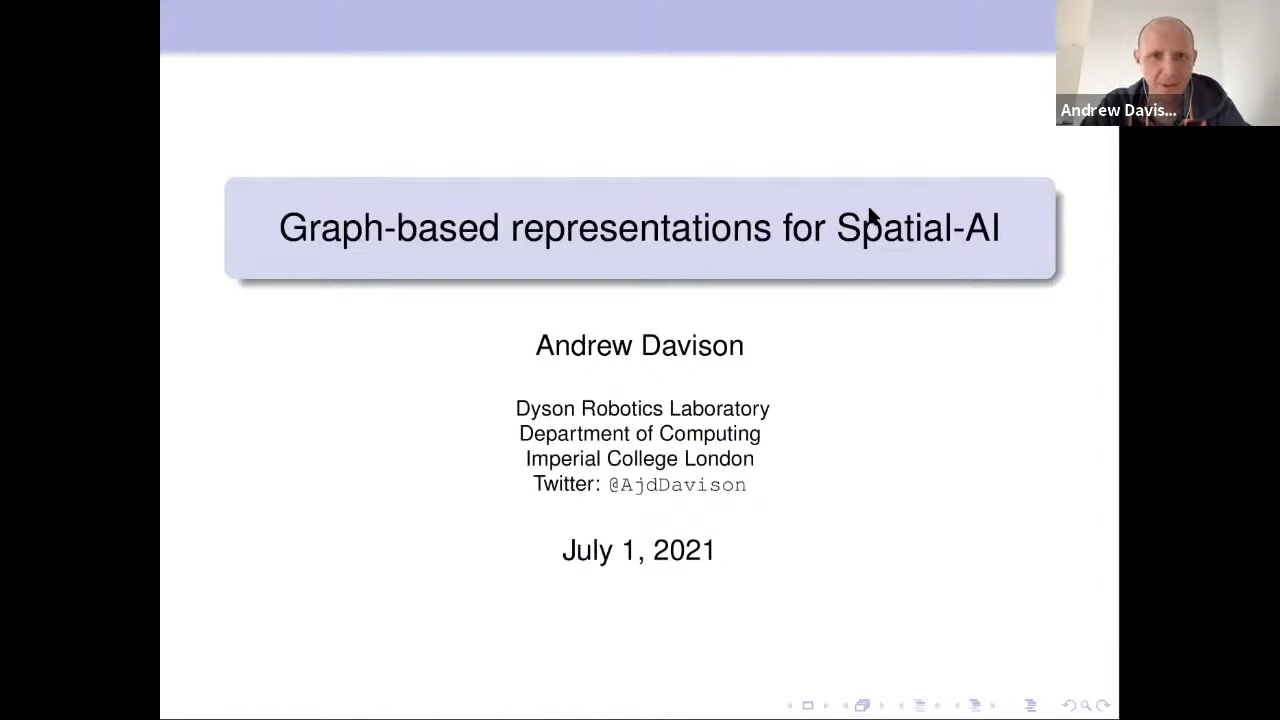 Andrew Davis...
Graph-based representations for Spatial-AI
Andrew Davison
Dyson Robotics Laboratory
Department of Computing
Imperial College London
Twitter: @AjdDavison
July 1, 2021